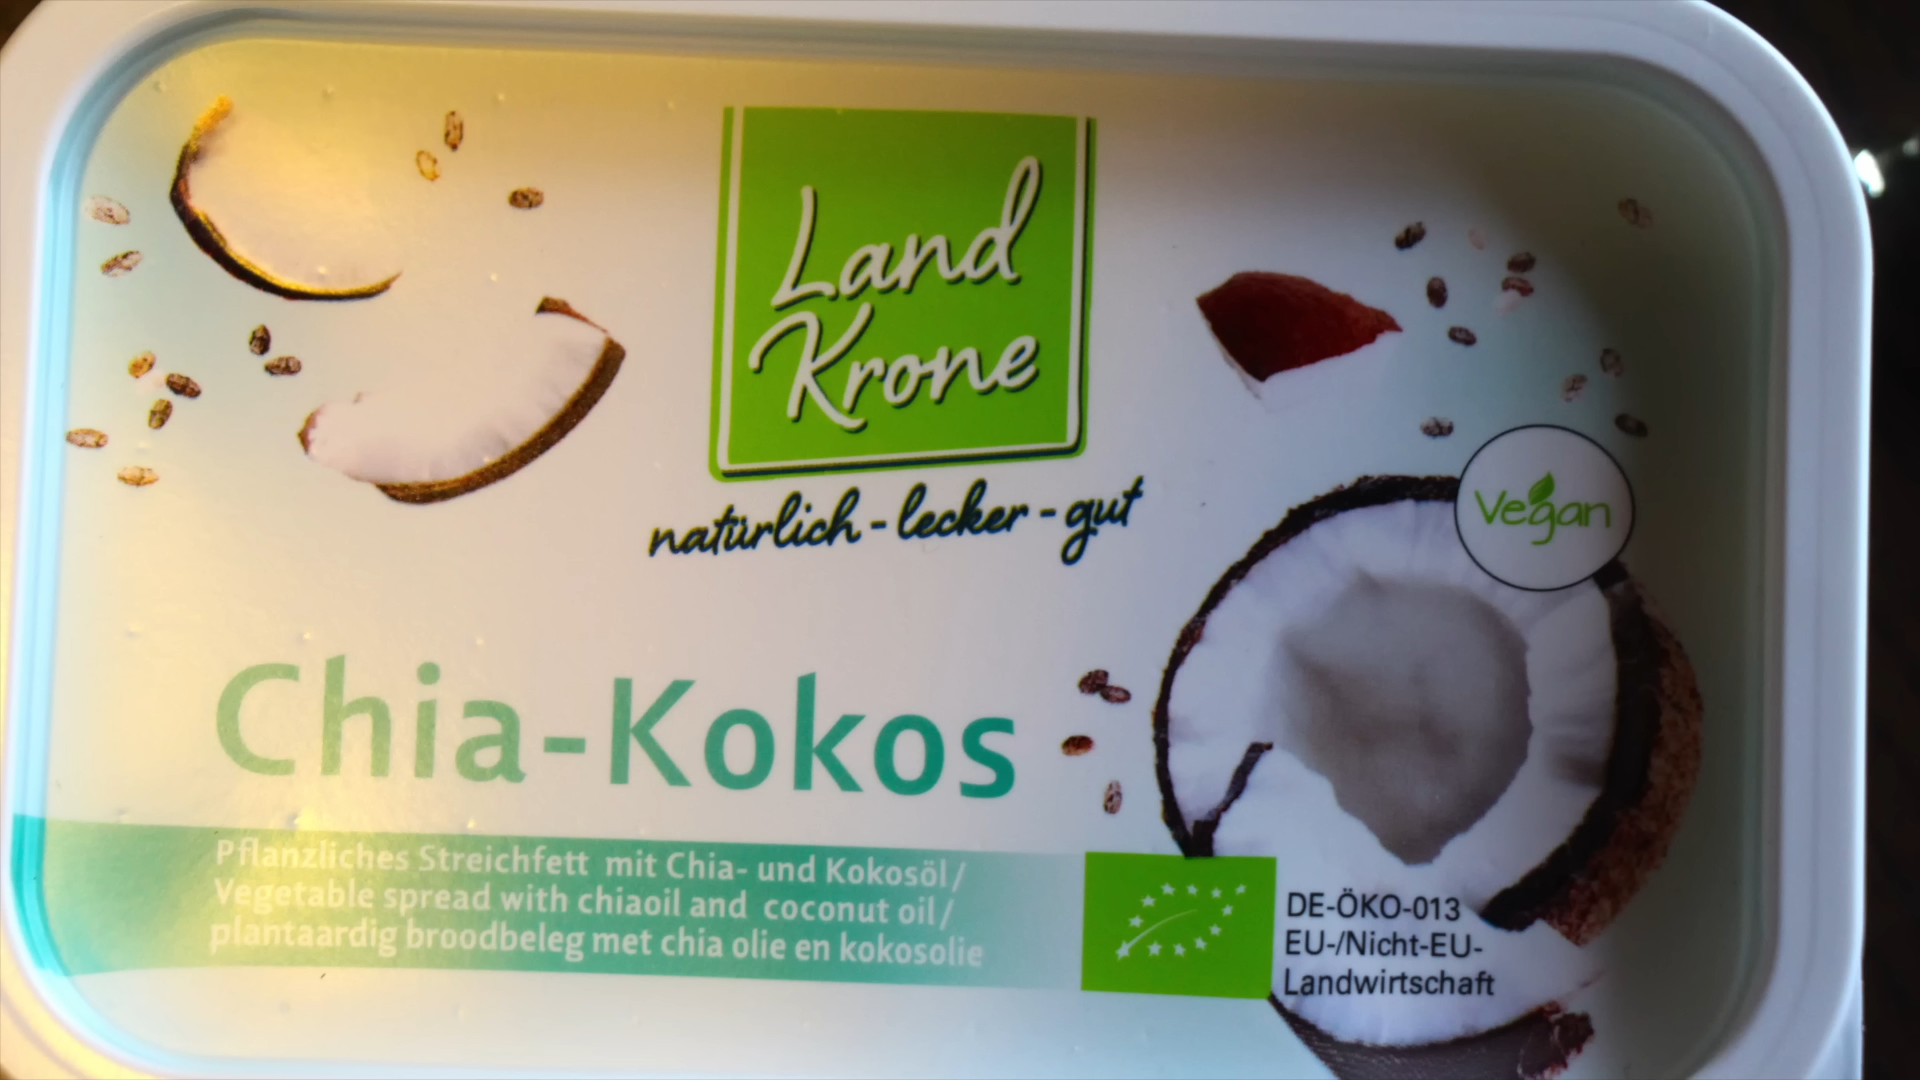 Land
Krone
natürlich - lecker - gut
Vegan
Chia-Kokos
Pflanzliches Streichfett mit Chia- und Kokosöl/
Vegetable spread with chiaoil and coconut oil/
plantaardig broodbeleg met chia olie en kokosolie
DE-ÖKO-013
EU-/Nicht-EU-
Landwirtschaft